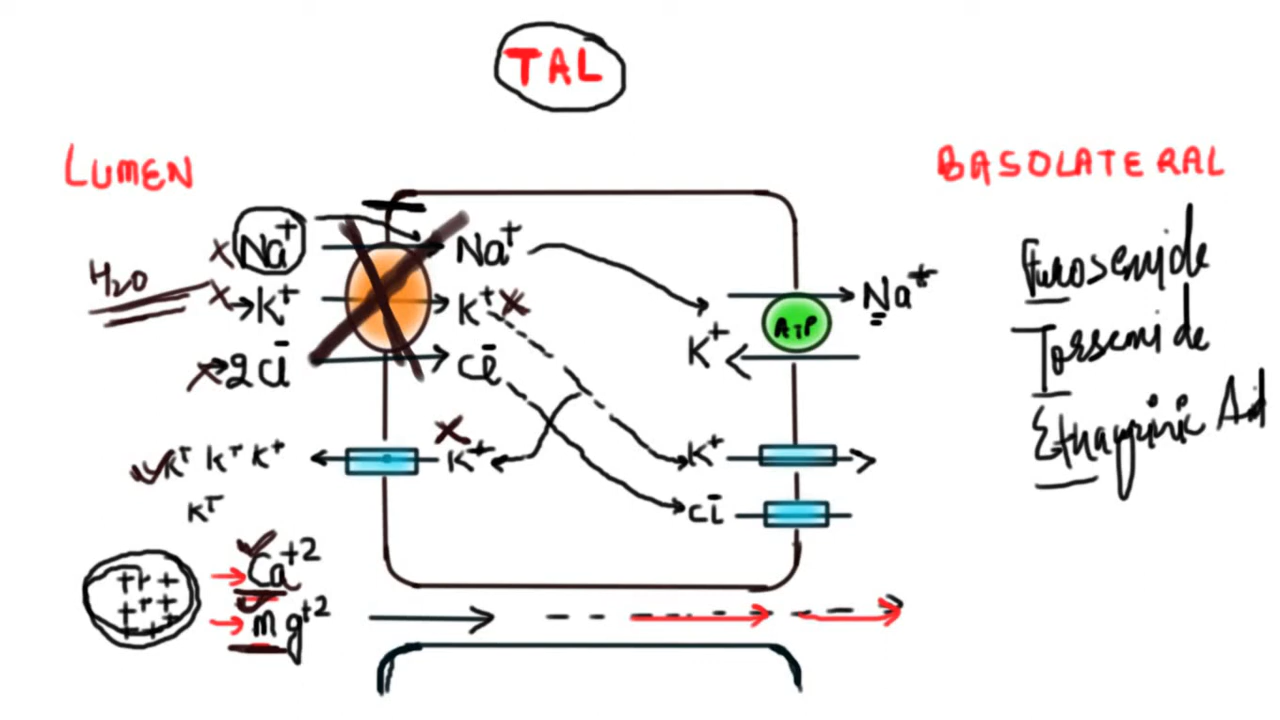 TAL
LUMEN
BASOLATERAL
Na⁺ Na⁺ Na⁺
H₂O
K⁺ K⁺ K⁺ ATP
2Cl⁻ Cl⁻
K⁺ K⁺ K⁺ K⁺ K⁺
K⁺ Cl⁻
Ca⁺²
+++
+++
+++
mg⁺²
Furosemide
Torsemide